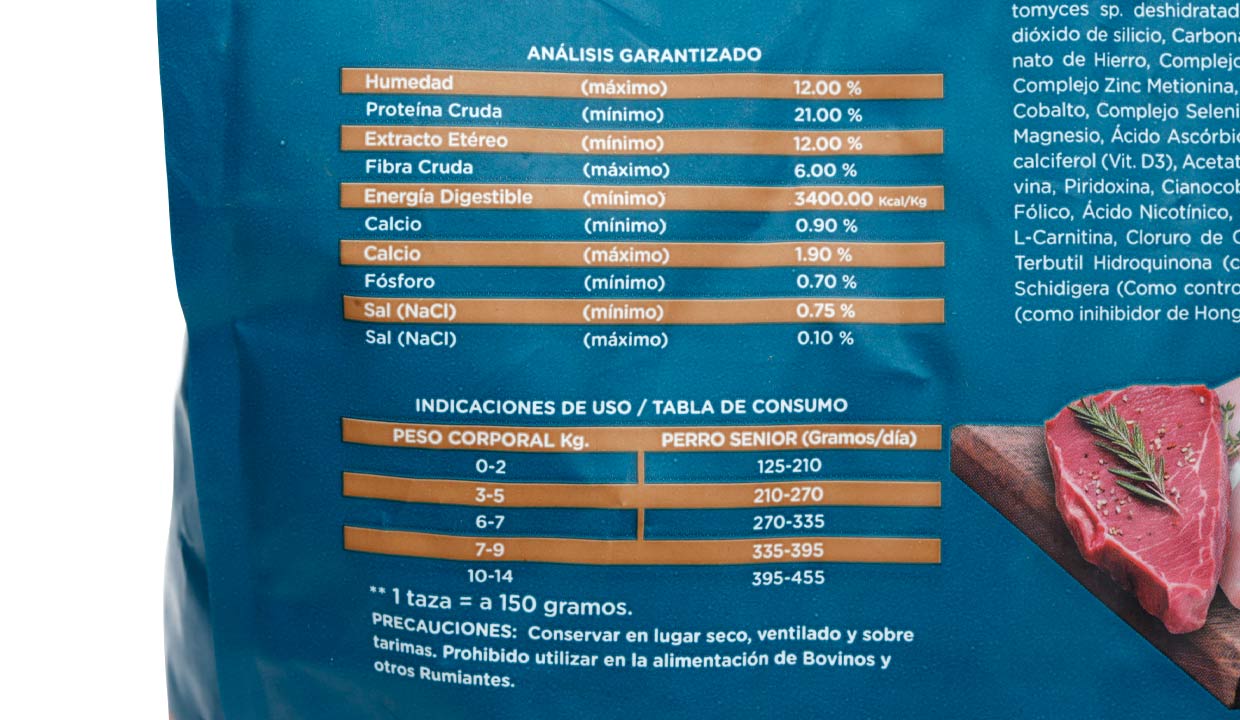 ANÁLISIS GARANTIZADO
Humedad (máximo) 12.00 %
Proteína Cruda (mínimo) 21.00 %
Extracto Etéreo (mínimo) 12.00 %
Fibra Cruda (máximo) 6.00 %
Energía Digestible (mínimo) 3400.00 Kcal/Kg
Calcio (mínimo) 0.90 %
Calcio (máximo) 1.90 %
Fósforo (mínimo) 0.70 %
Sal (NaCl) (mínimo) 0.75 %
Sal (NaCl) (máximo) 0.10 %
INDICACIONES DE USO / TABLA DE CONSUMO
PESO CORPORAL Kg. PERRO SENIOR (Gramos/día)
0-2 125-210
3-5 210-270
6-7 270-335
7-9 335-395
10-14 395-455
** 1 taza = a 150 gramos.
PRECAUCIONES: Conservar en lugar seco, ventilado y sobre
tarimas. Prohibido utilizar en la alimentación de Bovinos y
otros Rumiantes.
tomyces sp. deshidratad
dióxido de silicio, Carbona
nato de Hierro, Complejo
Complejo Zinc Metionina,
Cobalto, Complejo Seleni
Magnesio, Ácido Ascórbic
calciferol (Vit. D3), Acetat
vina, Piridoxina, Cianocob
Fólico, Ácido Nicotínico,
L-Carnitina, Cloruro de C
Terbutil Hidroquinona (c
Schidigera (Como contro
(como inihibidor de Hong